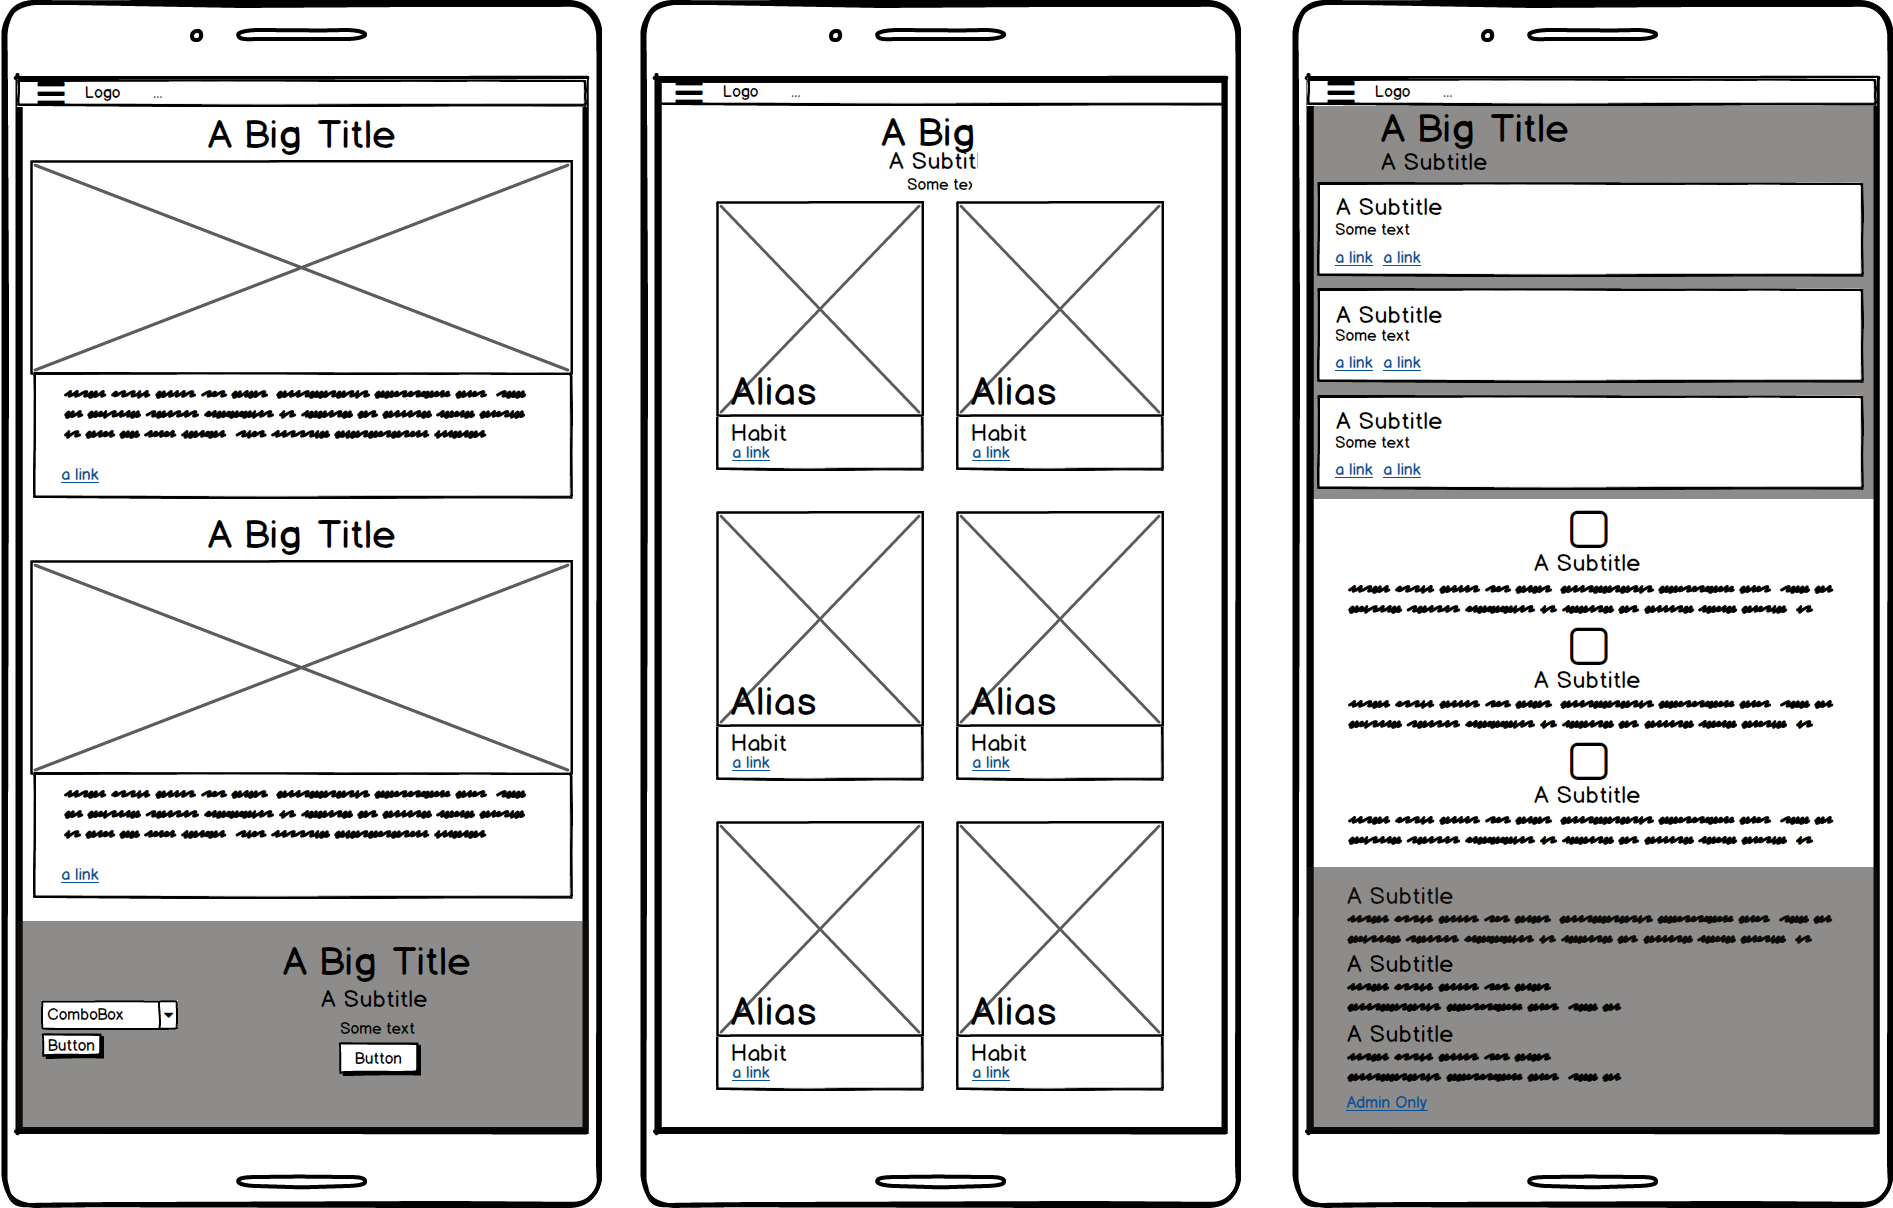 Logo ...
A Big Title
a link
A Big Title
a link
A Big Title
A Subtitle
Some text
Button
ComboBox
Button
Logo ...
A Big
A Subtitl
Some tex
Alias Alias
Habit Habit
a link a link
Alias Alias
Habit Habit
a link a link
Alias Alias
Habit Habit
a link a link
Logo ...
A Big Title
A Subtitle
A Subtitle
Some text
a link a link
A Subtitle
Some text
a link a link
A Subtitle
Some text
a link a link
A Subtitle
A Subtitle
A Subtitle
A Subtitle
A Subtitle
A Subtitle
Admin Only